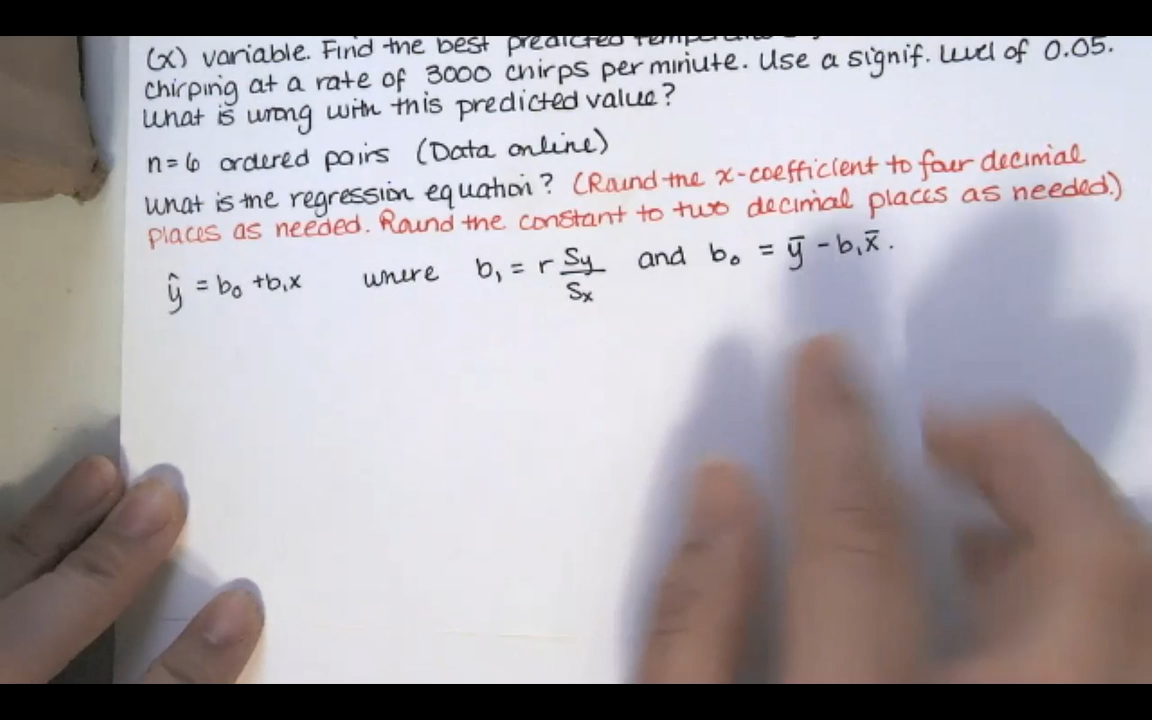 (x) variable. Find the best predicted temperat
chirping at a rate of 3000 chirps per minute. Use a signif. level of 0.05.
What is wrong with this predicted value?
n=6 ordered pairs (Data online)
What is the regression equation? (Round the x-coefficient to four decimal
places as needed. Round the constant to two decimal places as needed.)
ŷ = b₀ + b₁x where b₁ = r Sy/Sx and b₀ = ȳ - b₁x̄.